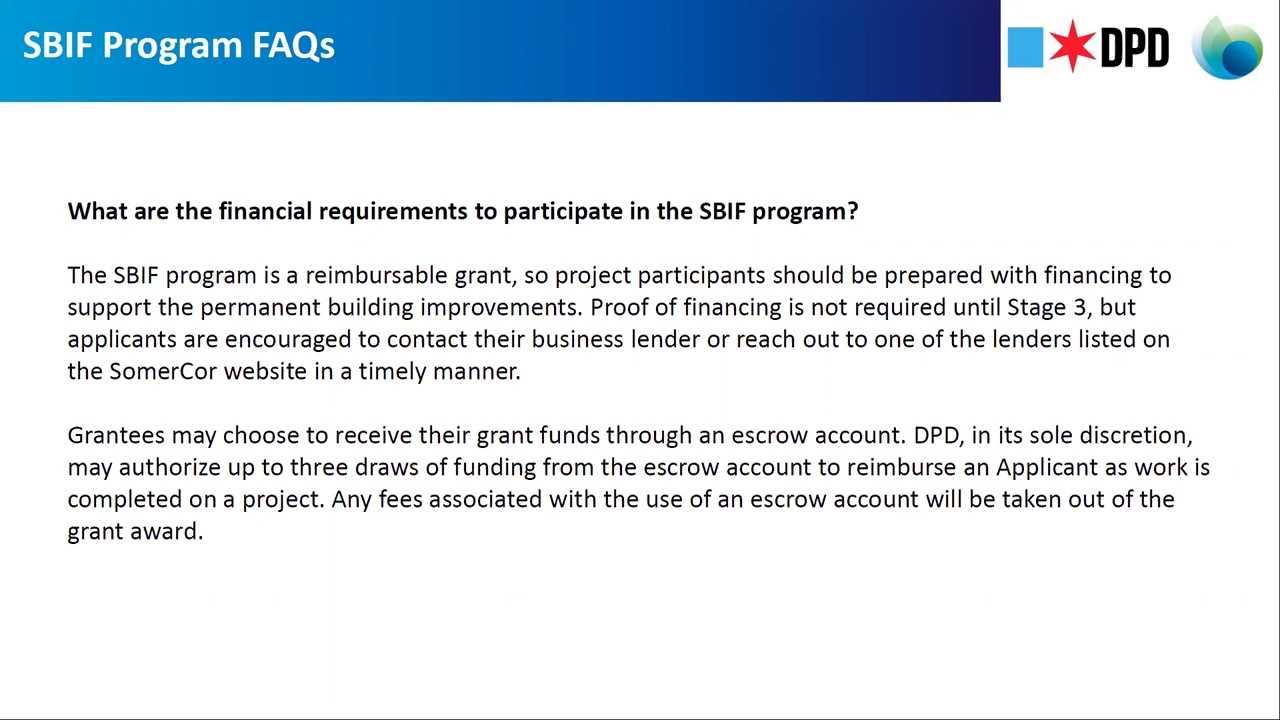 SBIF Program FAQs
DPD
What are the financial requirements to participate in the SBIF program?
The SBIF program is a reimbursable grant, so project participants should be prepared with financing to
support the permanent building improvements. Proof of financing is not required until Stage 3, but
applicants are encouraged to contact their business lender or reach out to one of the lenders listed on
the SomerCor website in a timely manner.
Grantees may choose to receive their grant funds through an escrow account. DPD, in its sole discretion,
may authorize up to three draws of funding from the escrow account to reimburse an Applicant as work is
completed on a project. Any fees associated with the use of an escrow account will be taken out of the
grant award.